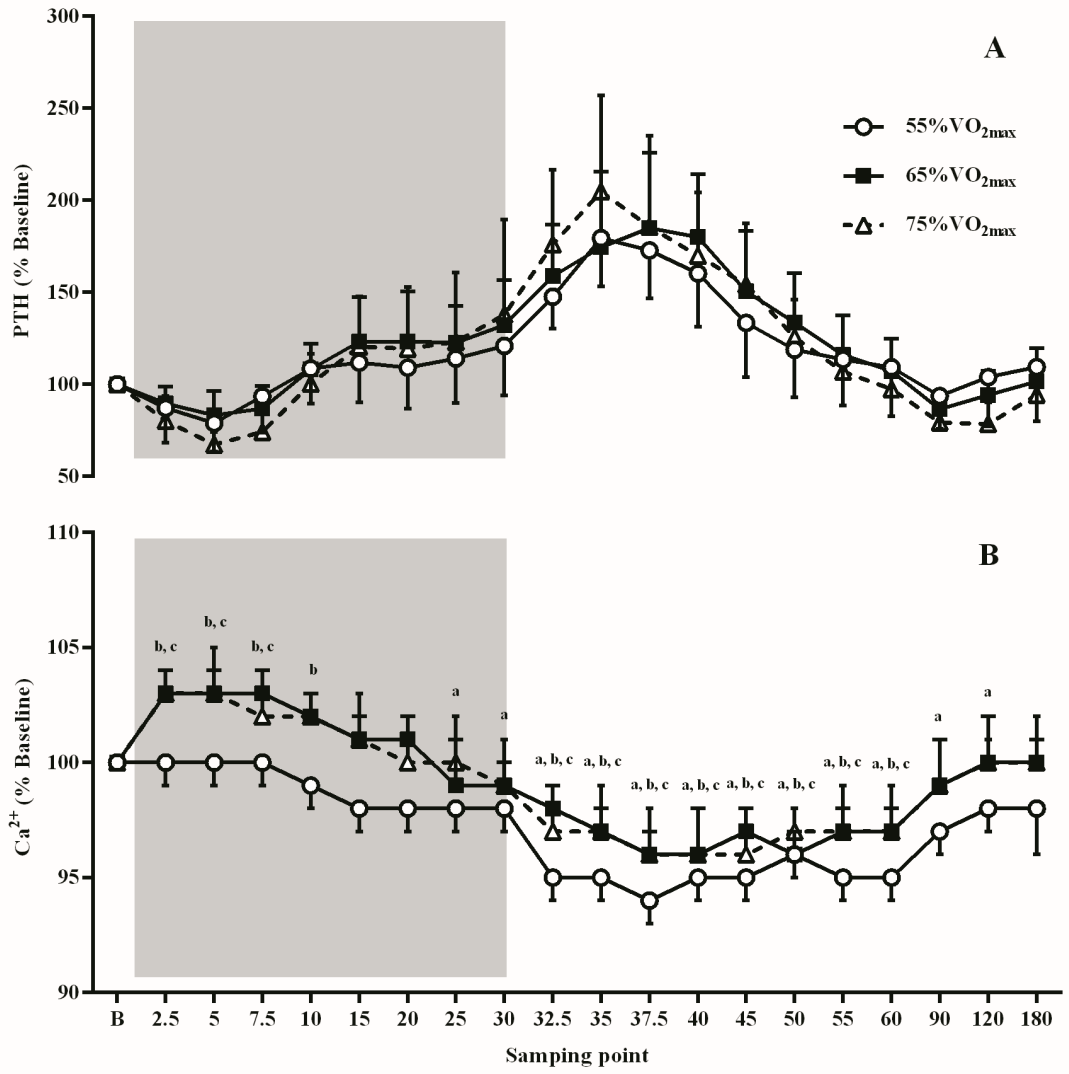 300
A
250
55%VO2max
65%VO2max
200
75%VO2max
PTH (% Baseline)
150
100
50
110
B
105
b, c
b, c
b, c
b
a
a
a
a
100
a, b, c
a, b, c
a, b, c
a, b, c
a, b, c
a, b, c
a, b, c
a, b, c
Ca2+ (% Baseline)
95
90
B 2.5 5 7.5 10 15 20 25 30 32.5 35 37.5 40 45 50 55 60 90 120 180
Samping point